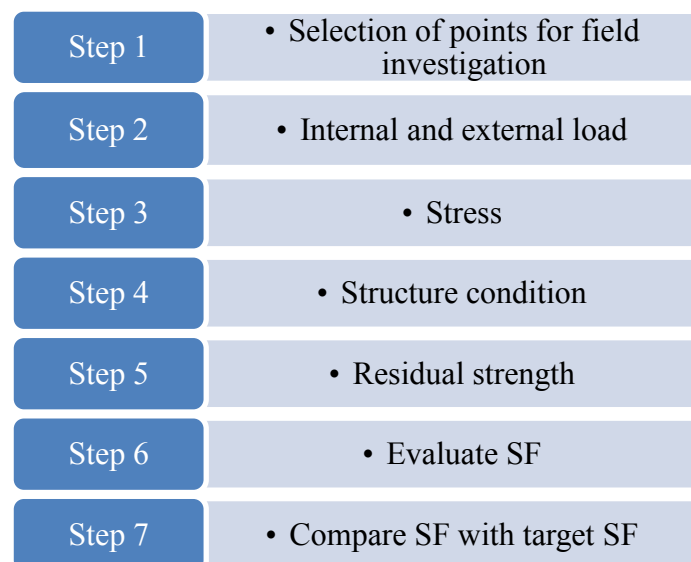 Step 1
• Selection of points for field
investigation
Step 2
• Internal and external load
Step 3
• Stress
Step 4
• Structure condition
Step 5
• Residual strength
Step 6
• Evaluate SF
Step 7
• Compare SF with target SF